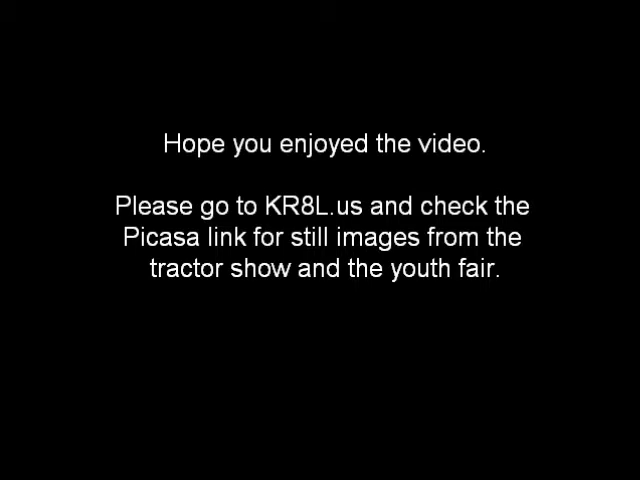 Hope you enjoyed the video.
Please go to KR8L.us and check the
Picasa link for still images from the
tractor show and the youth fair.